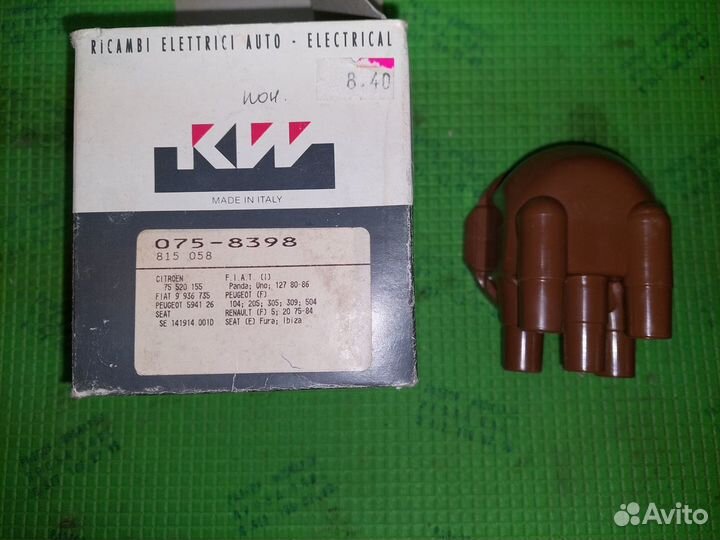 RICAMBI ELETTRICI AUTO - ELECTRICAL
8.40
KW
MADE IN ITALY
075-8398
815 058
CITROEN
75 520 155
FIAT 9 936 735
PEUGEOT 5941 26
SEAT
SE 141914 001D
F.I.A.T. (I)
Panda; Uno; 127 80-86
PEUGEOT (F)
104; 205; 305; 309; 504
RENAULT (F) 5; 20 75-84
SEAT (E) Fura; Ibiza
Avito